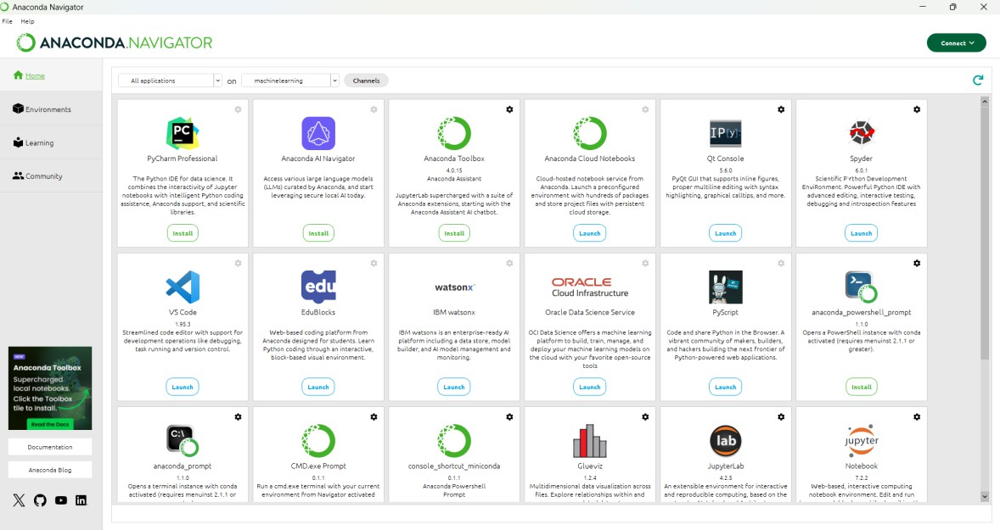 Anaconda Navigator
File Help
ANACONDA.NAVIGATOR
Connect
Home
Environments
Learning
Community
All applications on machinelearning Channels
PC
PyCharm Professional
The Python IDE for data science. It
combines the interactivity of Jupyter
notebooks with intelligent Python coding
assistance, Anaconda support, and scientific
libraries.
Install
Anaconda AI Navigator
Access various large language models
(LLMs) curated by Anaconda, and start
leveraging secure local AI today.
Install
Anaconda Toolbox
4.0.15
Anaconda Assistant
JupyterLab supercharged with a suite of
Anaconda extensions, starting with the
Anaconda Assistant AI chatbot.
Install
Anaconda Cloud Notebooks
Cloud-hosted notebook service from
Anaconda. Launch a preconfigured
environment with hundreds of packages
and store project files with persistent
cloud storage.
Launch
IP[y]:
Qt Console
5.6.0
PyQt GUI that supports inline figures,
proper multiline editing with syntax
highlighting, graphical calltips, and more.
Launch
Spyder
6.0.1
Scientific PYthon Development
EnviRonment. Powerful Python IDE with
advanced editing, interactive testing,
debugging and introspection features
Launch
VS Code
1.95.3
Streamlined code editor with support for
development operations like debugging,
task running and version control.
Launch
edu
EduBlocks
Web-based coding platform from
Anaconda designed for students. Learn
Python coding through an interactive,
block-based visual environment.
Launch
watsonx
IBM watsonx
IBM watsonx is an enterprise-ready AI
platform including a data store, model
builder, and AI model management and
monitoring.
Launch
ORACLE
Cloud Infrastructure
Oracle Data Science Service
OCI Data Science offers a machine learning
platform to build, train, manage, and
deploy your machine learning models on
the cloud with your favorite open-source
tools
Launch
PyScript
Code and share Python in the Browser. A
vibrant community of makers, builders,
and hackers building the next frontier of
Python-powered web applications.
Launch
anaconda_powershell_prompt
1.1.0
Opens a PowerShell instance with conda
activated (requires menuinst 2.1.1 or
greater).
Install
C:\
anaconda_prompt
1.1.0
Opens a terminal instance with conda
activated (requires menuinst 2.1.1 or
CMD.exe Prompt
0.1.1
Run a cmd.exe terminal with your current
environment from Navigator activated
console_shortcut_miniconda
0.1.1
Anaconda Powershell
Prompt
Glueviz
1.2.4
Multidimensional data visualization across
files. Explore relationships within and
lab
JupyterLab
4.2.5
An extensible environment for interactive
and reproducible computing, based on the
jupyter
Notebook
7.2.2
Web-based, interactive computing
notebook environment. Edit and run
NEW
Anaconda Toolbox
Supercharged
local notebooks.
Click the Toolbox
tile to Install.
Read the Docs
Documentation
Anaconda Blog